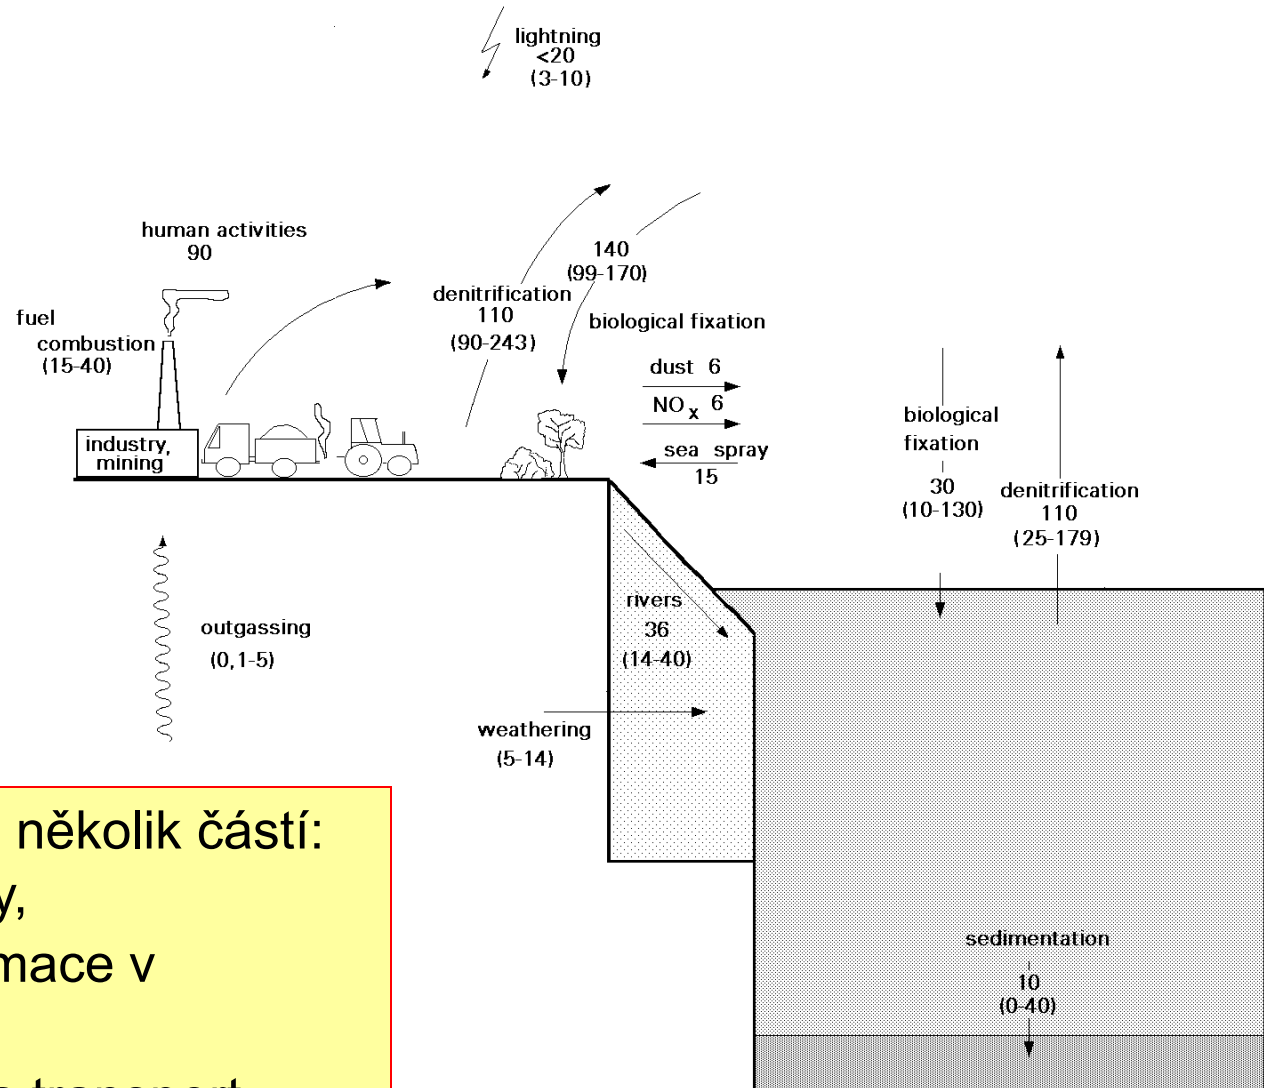 lightning
<20
(3-10)
human activities
90
fuel
combustion
(15-40)
industry,
mining
denitrification
110
(90-243)
140
(99-170)
biological fixation
dust 6
NOx 6
sea spray
15
biological
fixation
30
(10-130)
denitrification
110
(25-179)
outgassing
(0,1-5)
rivers
36
(14-40)
weathering
(5-14)
sedimentation
10
(0-40)
několik částí:
y,
mace v
transport